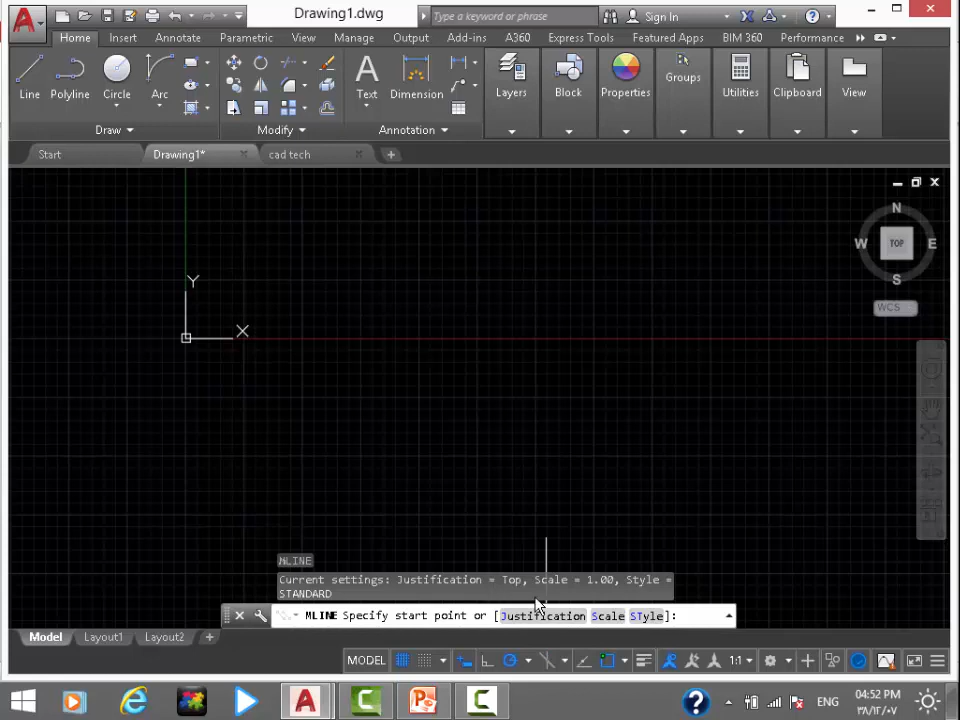 Drawing1.dwg
Type a keyword or phrase
Sign In
Home Insert Annotate Parametric View Manage Output Add-ins A360 Express Tools Featured Apps BIM 360 Performance
Line Polyline Circle Arc Text Dimension Layers Block Properties Groups Utilities Clipboard View
Draw Modify Annotation
Start Drawing1* cad tech
N
W TOP E
S
WCS
Y
X
MLINE
Current settings: Justification = Top, Scale = 1.00, Style =
STANDARD
MLINE Specify start point or [Justification Scale STyle]:
Model Layout1 Layout2
MODEL 1:1
ENG 04:52 PM
٣٨/١٢/٠٧